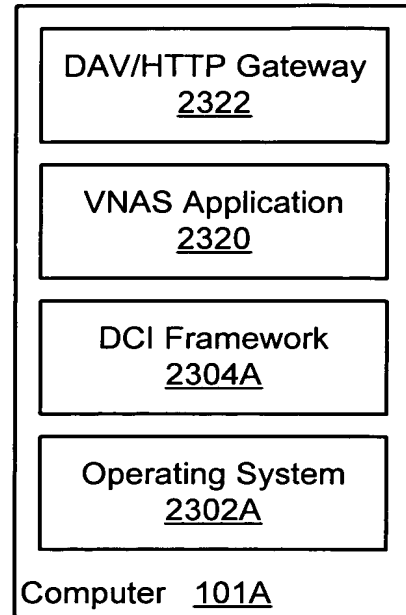 DAV/HTTP Gateway
2322
VNAS Application
2320
DCI Framework
2304A
Operating System
2302A
Computer 101A